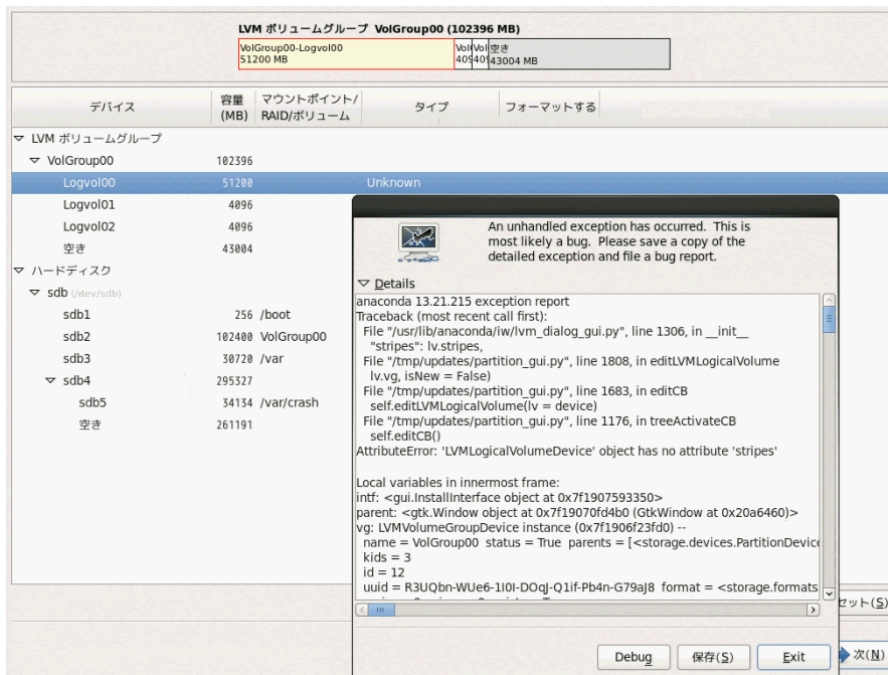 LVM ボリュームグループ VolGroup00 (102396 MB)
VolGroup00-Logvol00
51200 MB
Vol
409
Vol
409
空き
43004 MB
デバイス
容量
(MB)
マウントポイント/
RAID/ボリューム
タイプ
フォーマットする
LVM ボリュームグループ
VolGroup00 102396
Logvol00 51200 Unknown
Logvol01 4096
Logvol02 4096
空き 43004
ハードディスク
sdb (/dev/sdb)
sdb1 256 /boot
sdb2 102400 VolGroup00
sdb3 30720 /var
sdb4 295327
sdb5 34134 /var/crash
空き 261191
An unhandled exception has occurred. This is
most likely a bug. Please save a copy of the
detailed exception and file a bug report.
Details
anaconda 13.21.215 exception report
Traceback (most recent call first):
File "/usr/lib/anaconda/iw/lvm_dialog_gui.py", line 1306, in __init__
"stripes": lv.stripes,
File "/tmp/updates/partition_gui.py", line 1808, in editLVMLogicalVolume
lv.vg, isNew = False)
File "/tmp/updates/partition_gui.py", line 1683, in editCB
self.editLVMLogicalVolume(lv = device)
File "/tmp/updates/partition_gui.py", line 1176, in treeActivateCB
self.editCB()
AttributeError: 'LVMLogicalVolumeDevice' object has no attribute 'stripes'
Local variables in innermost frame:
intf: <gui.InstallInterface object at 0x7f1907593350>
parent: <gtk.Window object at 0x7f19070fd4b0 (GtkWindow at 0x20a6460)>
vg: LVMVolumeGroupDevice instance (0x7f1906f23fd0) --
name = VolGroup00 status = True parents = [<storage.devices.PartitionDevice
kids = 3
id = 12
uuid = R3UQbn-WUe6-1I0I-DOqJ-Q1if-Pb4n-G79aJ8 format = <storage.formats
セット(S)
Debug
保存(S)
Exit
次(N)